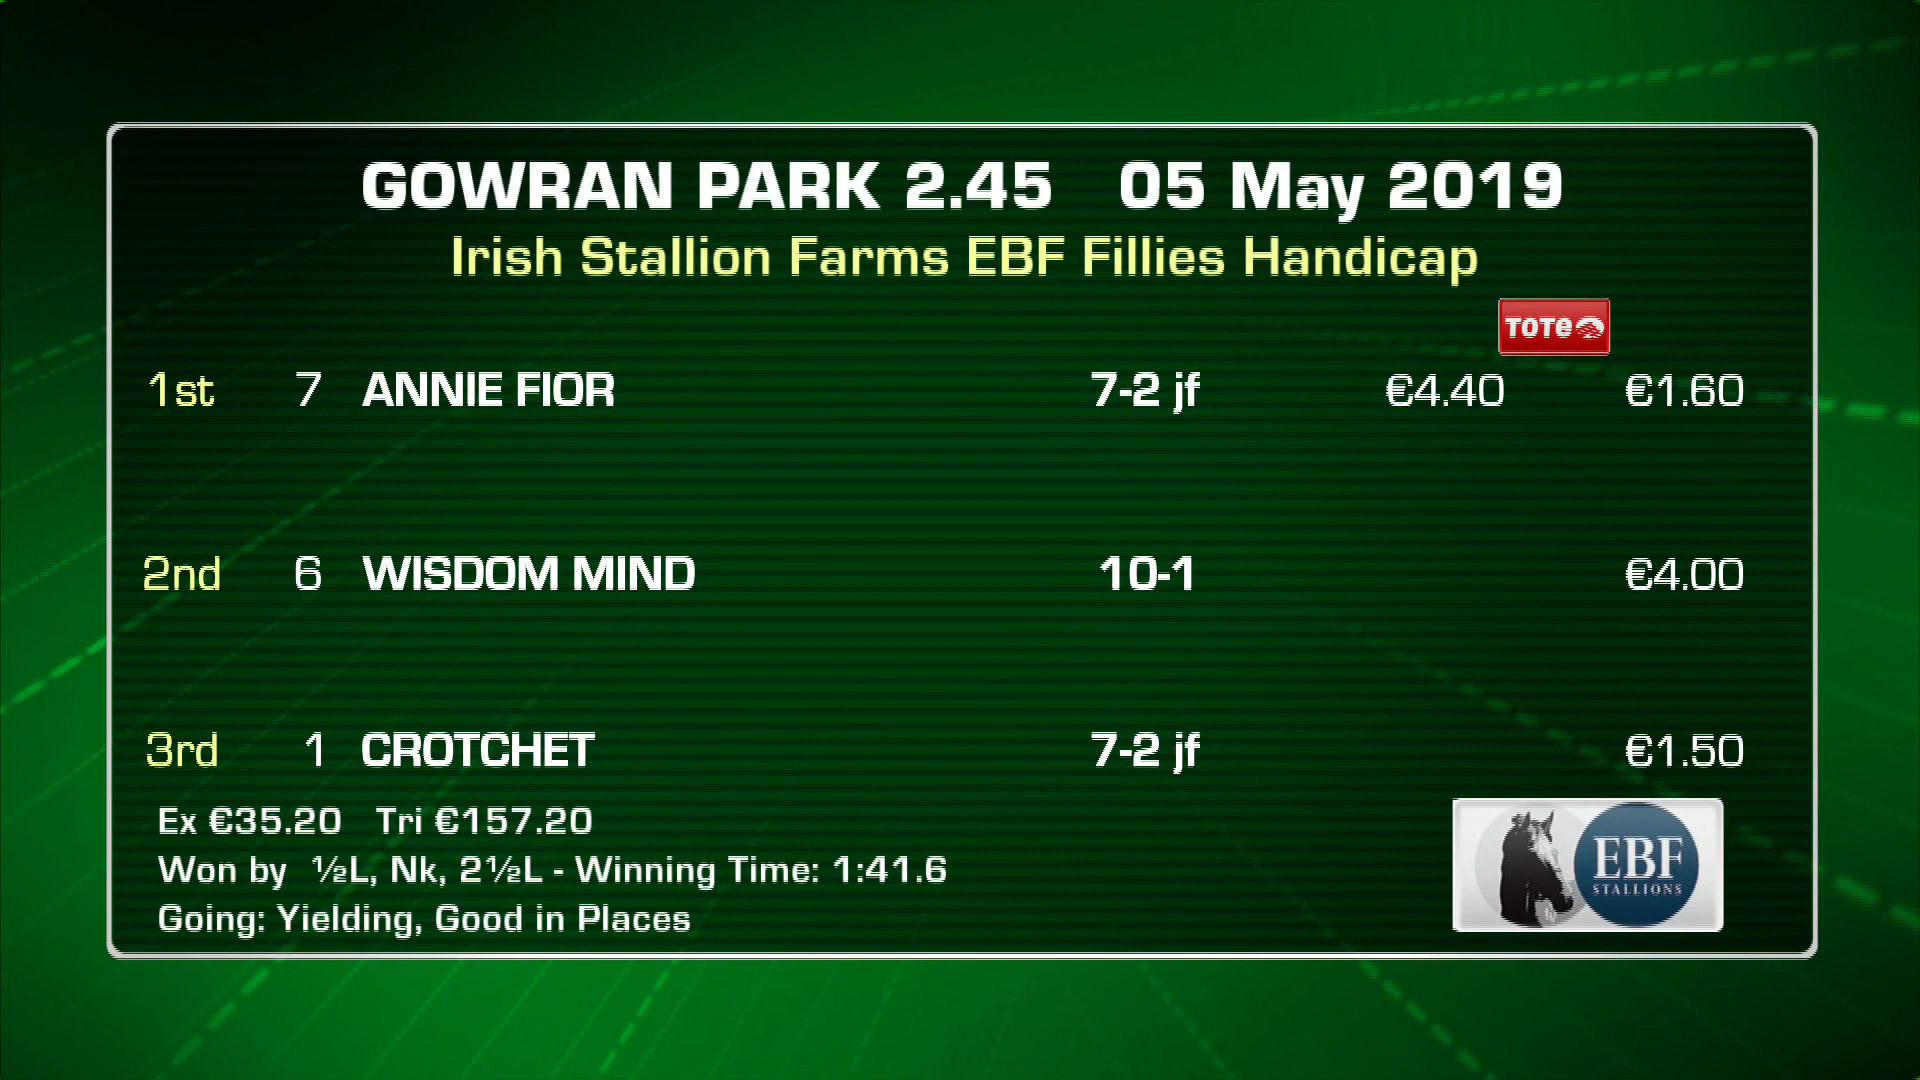 GOWRAN PARK 2.45 05 May 2019
Irish Stallion Farms EBF Fillies Handicap
TOTE
1st 7 ANNIE FIOR 7-2 jf €4.40 €1.60
2nd 6 WISDOM MIND 10-1 €4.00
3rd 1 CROTCHET 7-2 jf €1.50
Ex €35.20 Tri €157.20
Won by ½L, Nk, 2½L - Winning Time: 1:41.6
Going: Yielding, Good in Places
EBF
STALLIONS